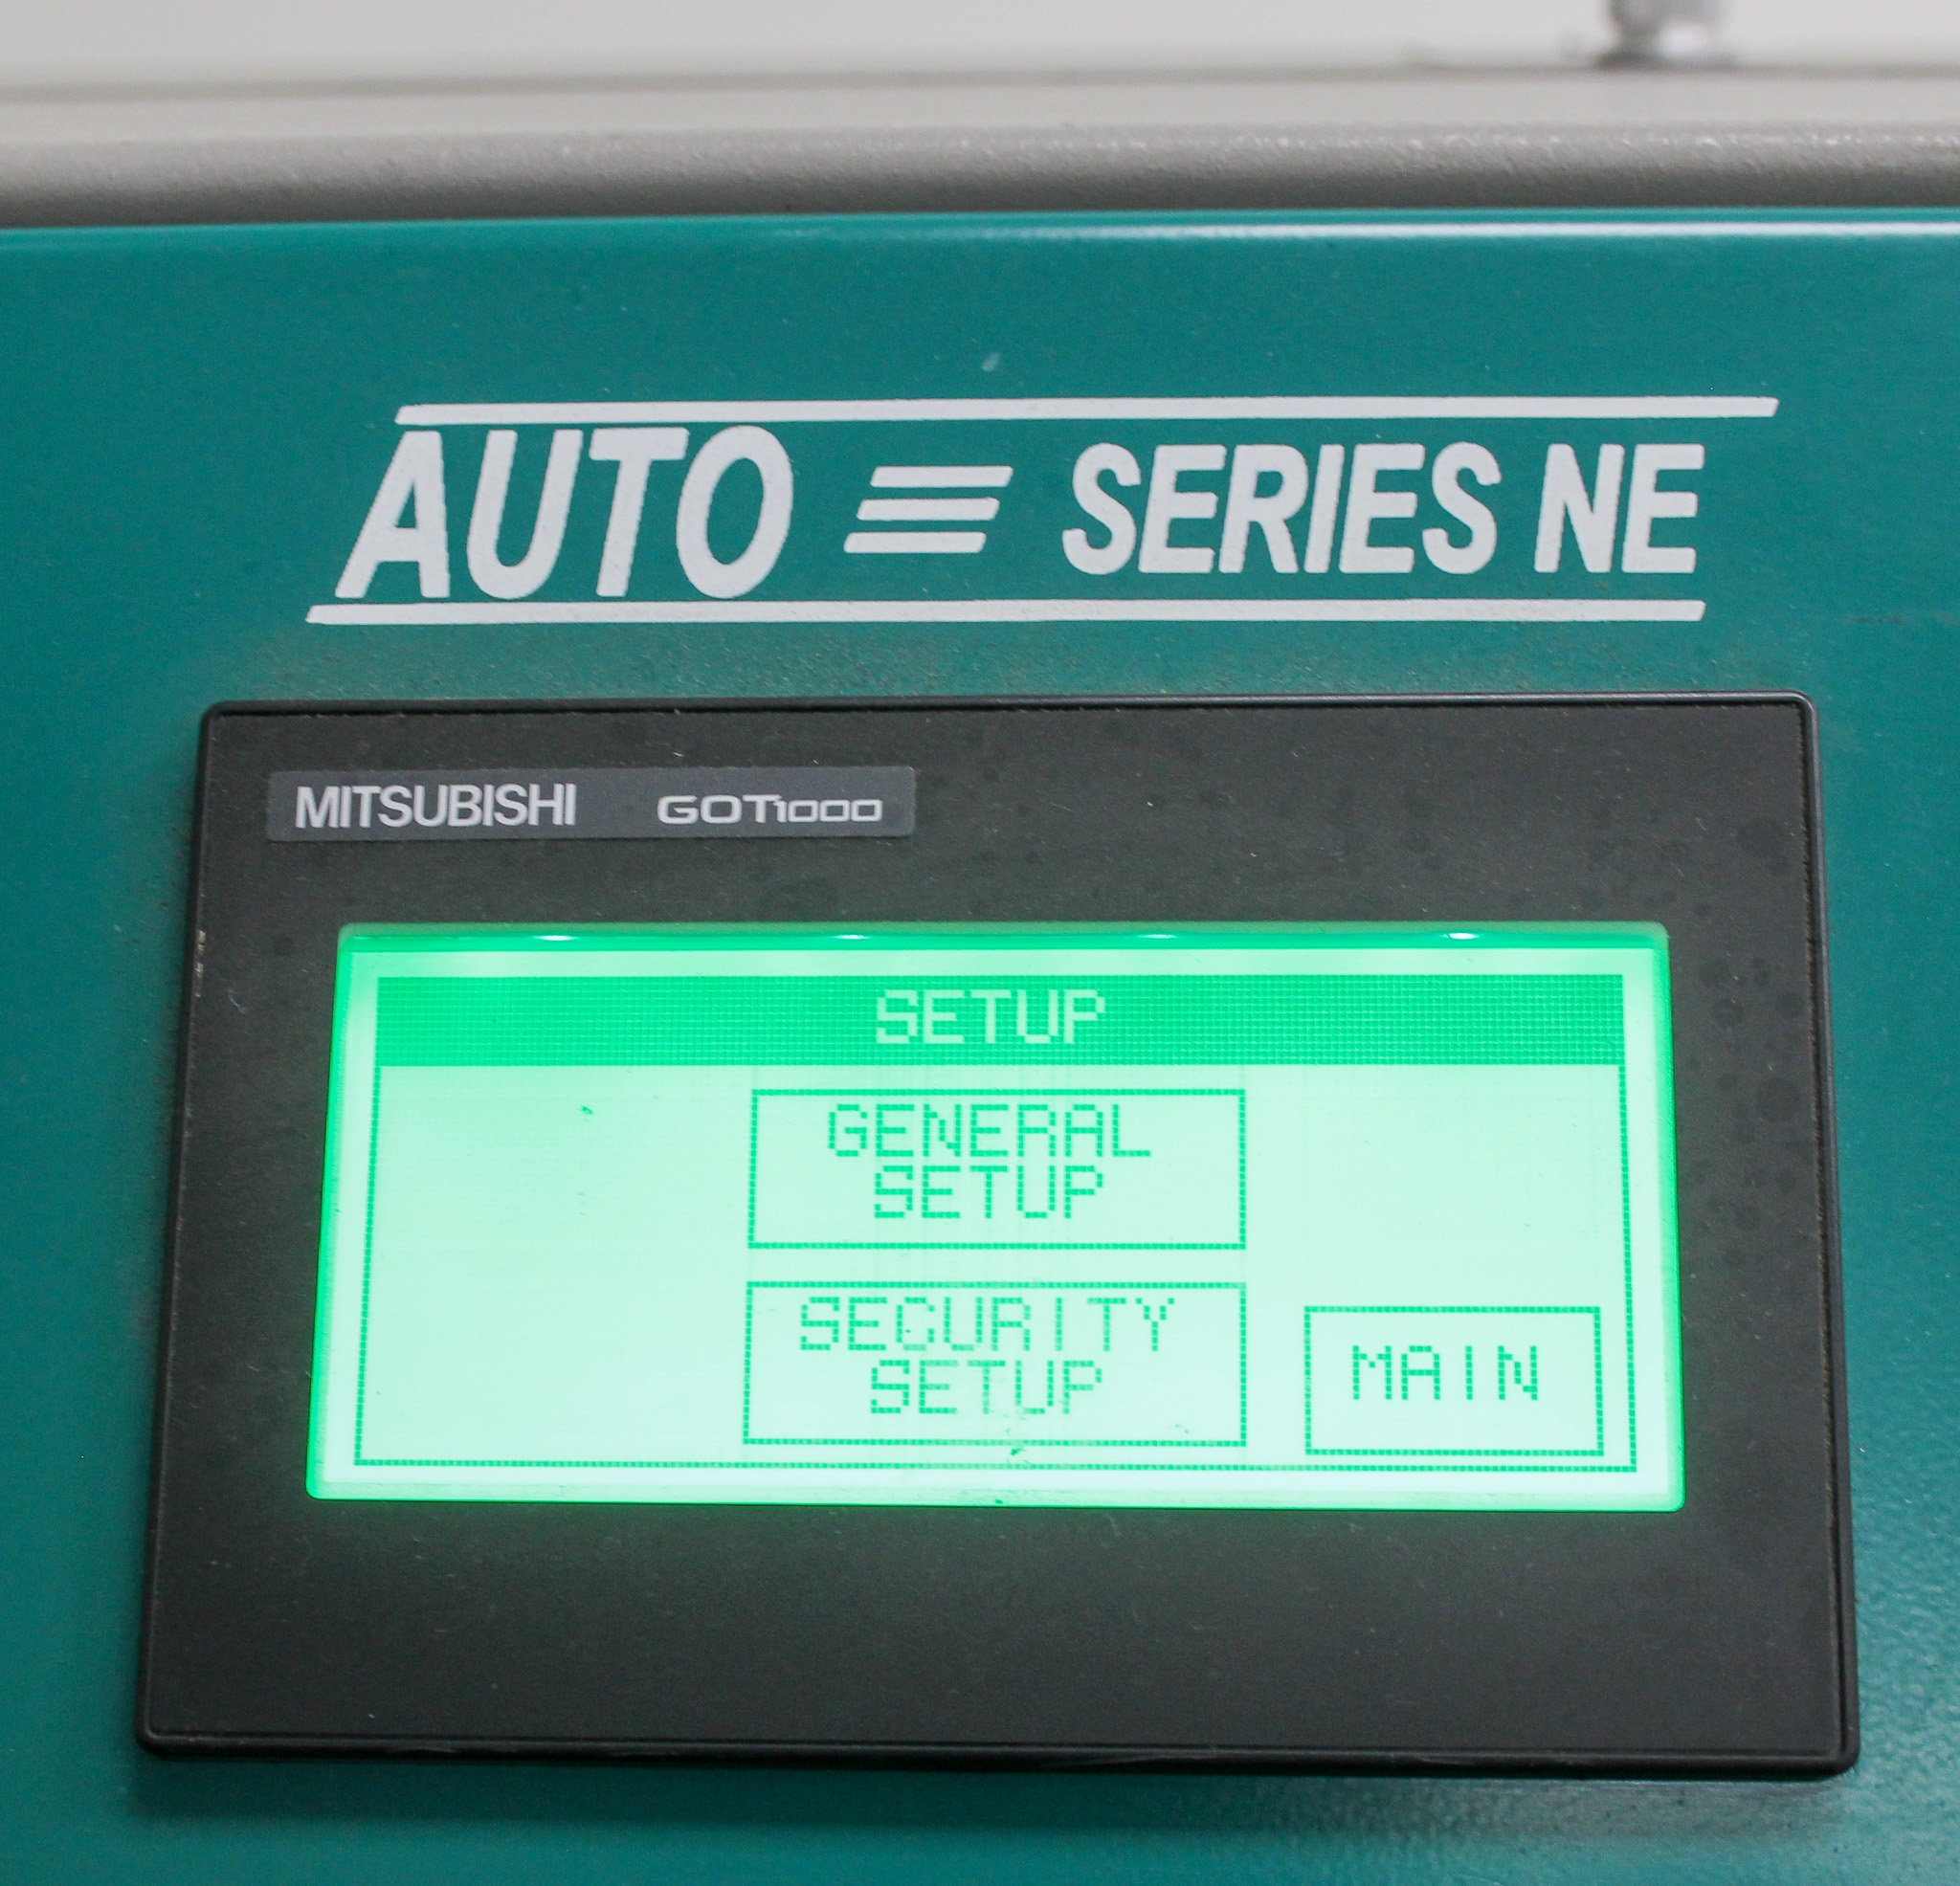 AUTO SERIES NE
MITSUBISHI GOT1000
SETUP
GENERAL
SETUP
SECURITY
SETUP
MAIN